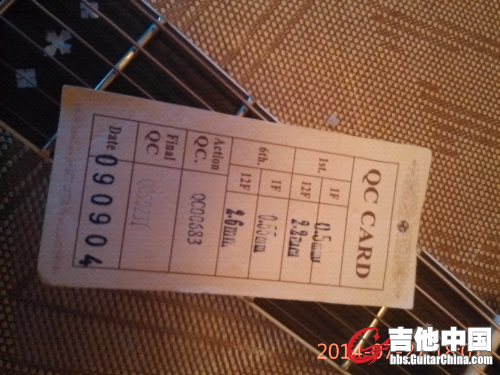 QC CARD
1st. 1F 0.5mm
12F 2.2mm
6th. 1F 0.65mm
12F 2.6mm
Action QC. QC00683
Final QC
Date 090904
吉他中国
bbs.GuitarChina.com